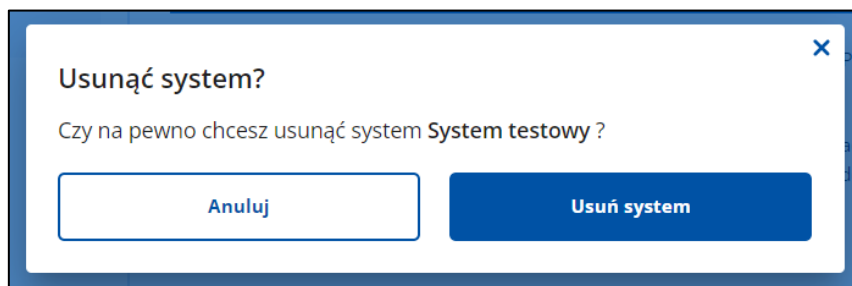 Usunąć system?
Czy na pewno chcesz usunąć system System testowy ?
Anuluj
Usuń system